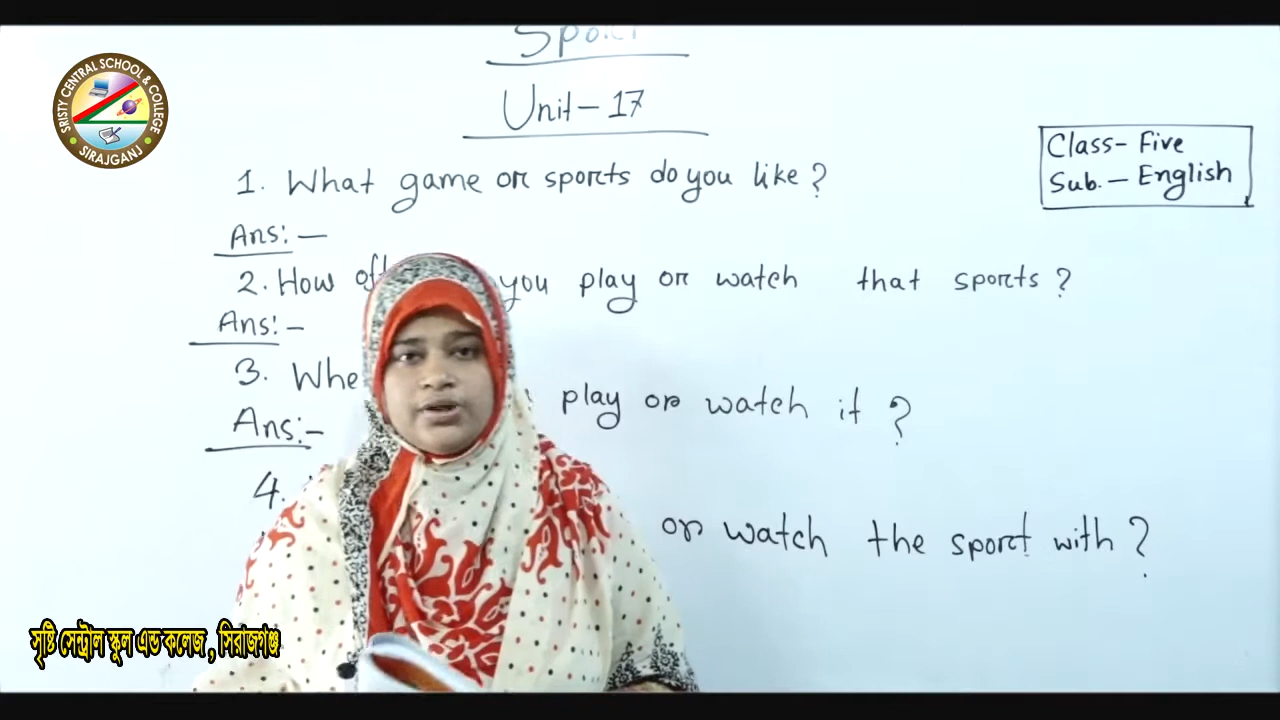 SRISTY CENTRAL SCHOOL & COLLEGE
SIRAJGANJ
Unit - 17
Class - Five
Sub. - English
1. What game or sports do you like ?
Ans: -
2. How you play or watch that sports ?
Ans: -
3. play or watch it ?
Ans: -
4. or watch the sport with ?
সৃষ্টি সেন্ট্রাল স্কুল এন্ড কলেজ , সিরাজগঞ্জ